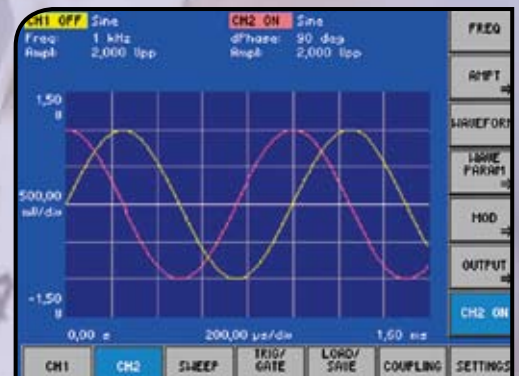 CH1 OFF Sine
Freq: 1 kHz
Ampl: 2,000 Vpp
CH2 ON Sine
dPhase: 90 deg
Ampl: 2,000 Vpp
1,50
V
500,00
mV/div
-1,50
V
0,00 s
200,00 µs/div
1,60 ms
FREQ
AMPT
WAVEFORM
WAVE
PARAM
MOD
OUTPUT
CH2 ON
CH1
CH2
SWEEP
TRIG/
GATE
LOAD/
SAVE
COUPLING
SETTINGS